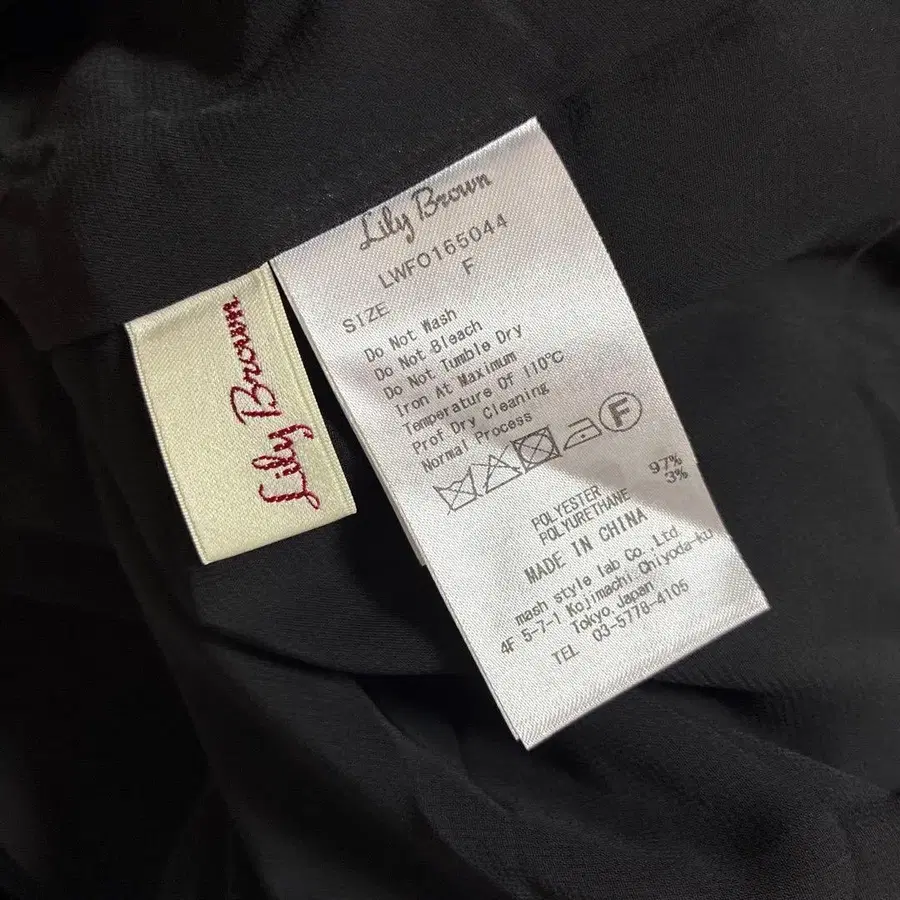 Lily Brown
Lily Brown
LWFO165044
SIZE F
Do Not Wash
Do Not Bleach
Do Not Tumble Dry
Iron At Maximum
Temperature Of 110℃
Prof Dry Cleaning
Normal Process
F
POLYESTER 97%
POLYURETHANE 3%
MADE IN CHINA
mash style lab Co.,Ltd.
4F 5-7-1 Kojimachi Chiyoda-ku
Tokyo Japan
TEL 03-5778-4105